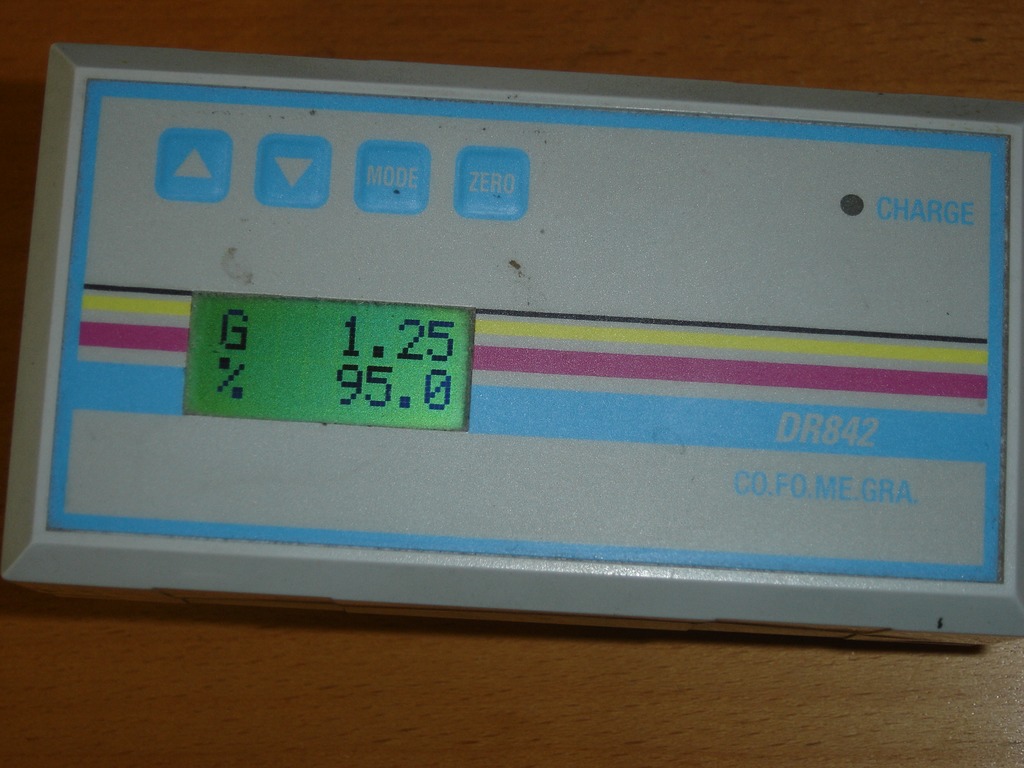 MODE
ZERO
CHARGE
G 1.25
% 95.0
DR842
CO.FO.ME.GRA.